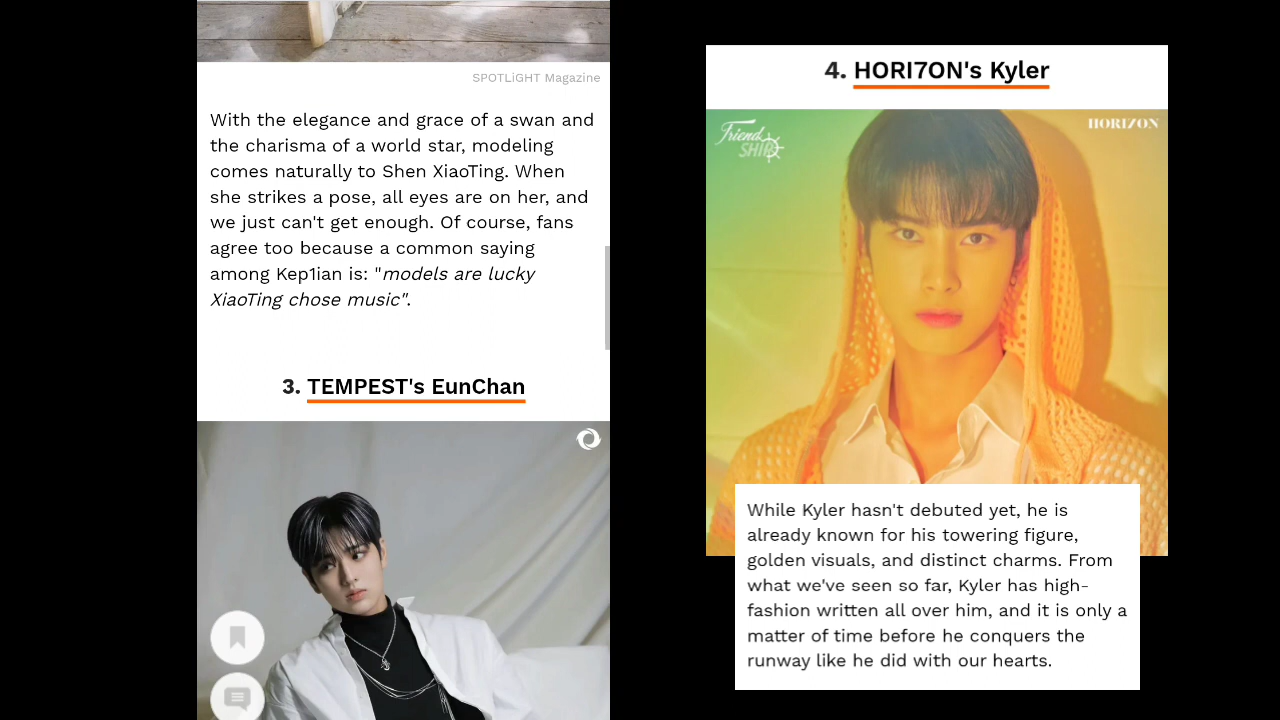 SPOTLiGHT Magazine
With the elegance and grace of a swan and
the charisma of a world star, modeling
comes naturally to Shen XiaoTing. When
she strikes a pose, all eyes are on her, and
we just can't get enough. Of course, fans
agree too because a common saying
among Kep1ian is: "models are lucky
XiaoTing chose music".
3. TEMPEST's EunChan
4. HORI7ON's Kyler
Friend
SHIP
HORI7ON
While Kyler hasn't debuted yet, he is
already known for his towering figure,
golden visuals, and distinct charms. From
what we've seen so far, Kyler has high-
fashion written all over him, and it is only a
matter of time before he conquers the
runway like he did with our hearts.